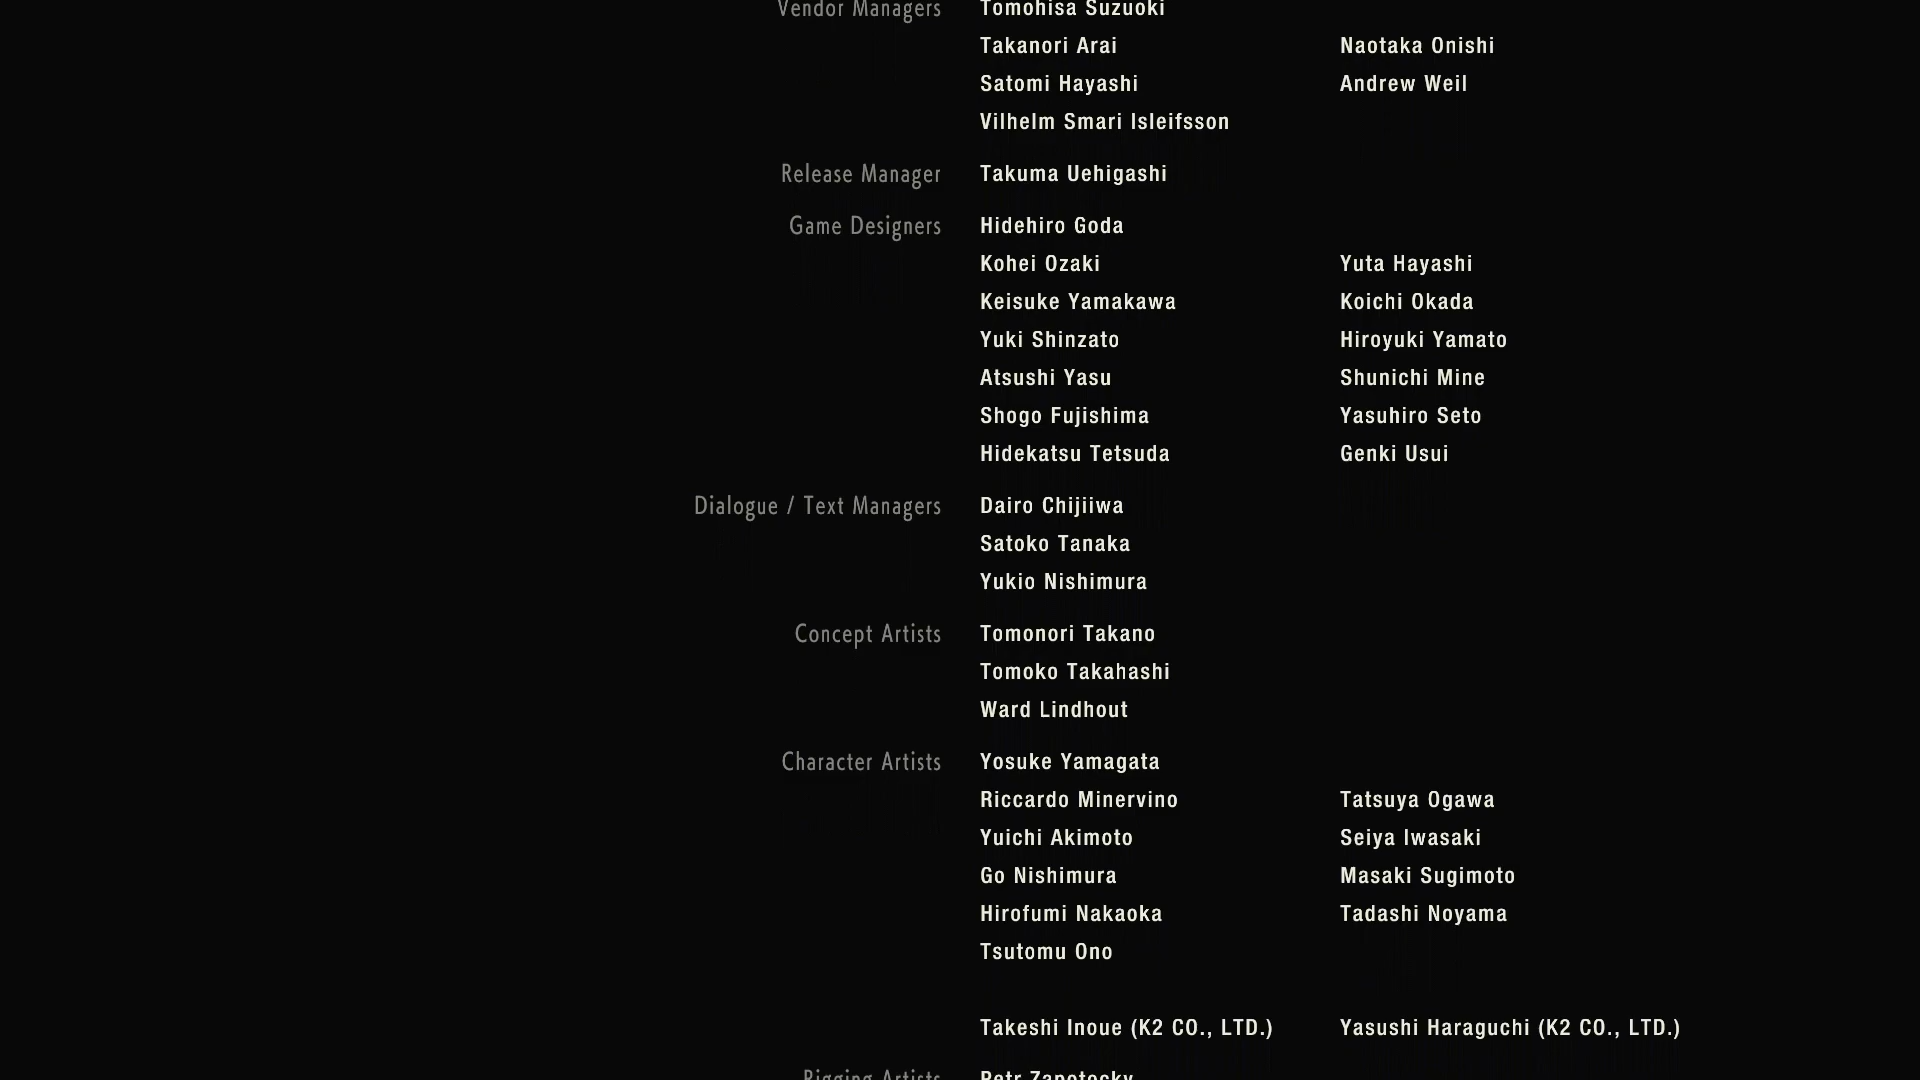 Vendor Managers Tomohisa Suzuoki
Takanori Arai Naotaka Onishi
Satomi Hayashi Andrew Weil
Vilhelm Smari Isleifsson
Release Manager Takuma Uehigashi
Game Designers Hidehiro Goda
Kohei Ozaki Yuta Hayashi
Keisuke Yamakawa Koichi Okada
Yuki Shinzato Hiroyuki Yamato
Atsushi Yasu Shunichi Mine
Shogo Fujishima Yasuhiro Seto
Hidekatsu Tetsuda Genki Usui
Dialogue / Text Managers Dairo Chijiiwa
Satoko Tanaka
Yukio Nishimura
Concept Artists Tomonori Takano
Tomoko Takahashi
Ward Lindhout
Character Artists Yosuke Yamagata
Riccardo Minervino Tatsuya Ogawa
Yuichi Akimoto Seiya Iwasaki
Go Nishimura Masaki Sugimoto
Hirofumi Nakaoka Tadashi Noyama
Tsutomu Ono
Takeshi Inoue (K2 CO., LTD.) Yasushi Haraguchi (K2 CO., LTD.)
Rigging Artists Petr Zapotocky